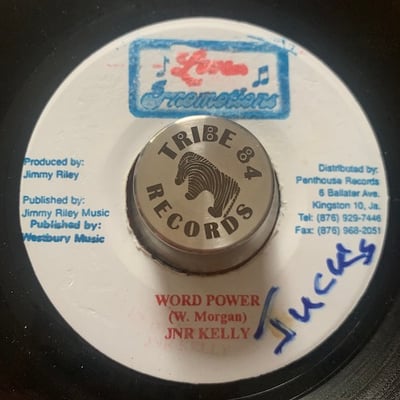 Love
Promotions
TRIBE 84
RECORDS
Produced by:
Jimmy Riley
Published by:
Jimmy Riley Music
Published by:
Westbury Music
Distributed by:
Penthouse Records
6 Ballater Ave.
Kingston 10, Ja.
Tel: (876) 929-7446
Fax: (876) 968-2051
WORD POWER
(W. Morgan)
JNR KELLY